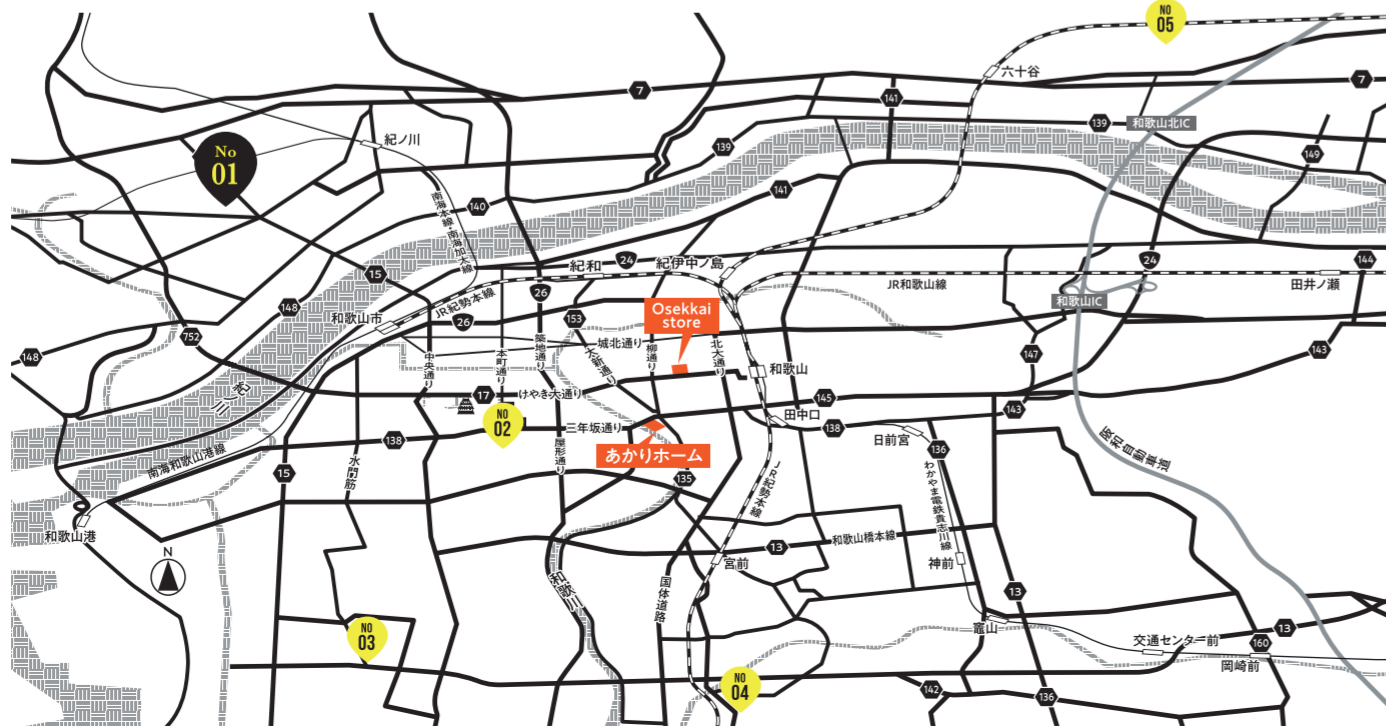 NO
05
六十谷
7
7
141
139
和歌山北IC
紀ノ川
No
01
139
149
141
南海本線・南海加太線
140
24
紀和
紀伊中ノ島
24
144
15
JR和歌山線
田井ノ瀬
26
JR紀勢本線
和歌山IC
148
和歌山市
26
153
Osekkai
store
752
城北通り
148
中央通り
本町通り
築地通り
大新通り
柳通り
北大通り
147
143
和歌山
紀ノ川
17
けやき大通り
145
143
田中口
NO
02
三年坂通り
138
138
日前宮
あかりホーム
136
阪和自動車道
南海和歌山港線
15
水門筋
屋形通り
135
JR紀勢本線
わかやま電鉄貴志川線
和歌山港
N
13
和歌山橋本線
宮前
神前
和歌川
国体道路
13
NO
03
竈山
13
交通センター前
160
岡崎前
NO
04
142
136